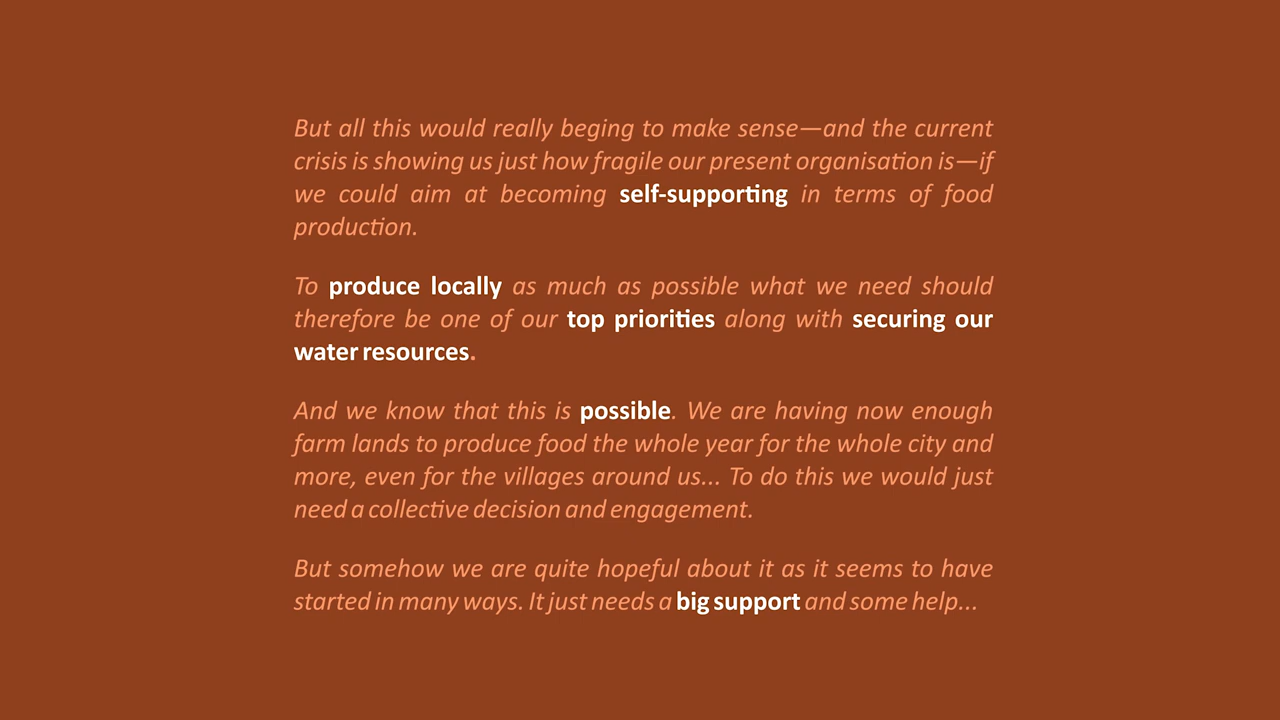 But all this would really beging to make sense—and the current
crisis is showing us just how fragile our present organisation is—if
we could aim at becoming self-supporting in terms of food
production.
To produce locally as much as possible what we need should
therefore be one of our top priorities along with securing our
water resources.
And we know that this is possible. We are having now enough
farm lands to produce food the whole year for the whole city and
more, even for the villages around us... To do this we would just
need a collective decision and engagement.
But somehow we are quite hopeful about it as it seems to have
started in many ways. It just needs a big support and some help...